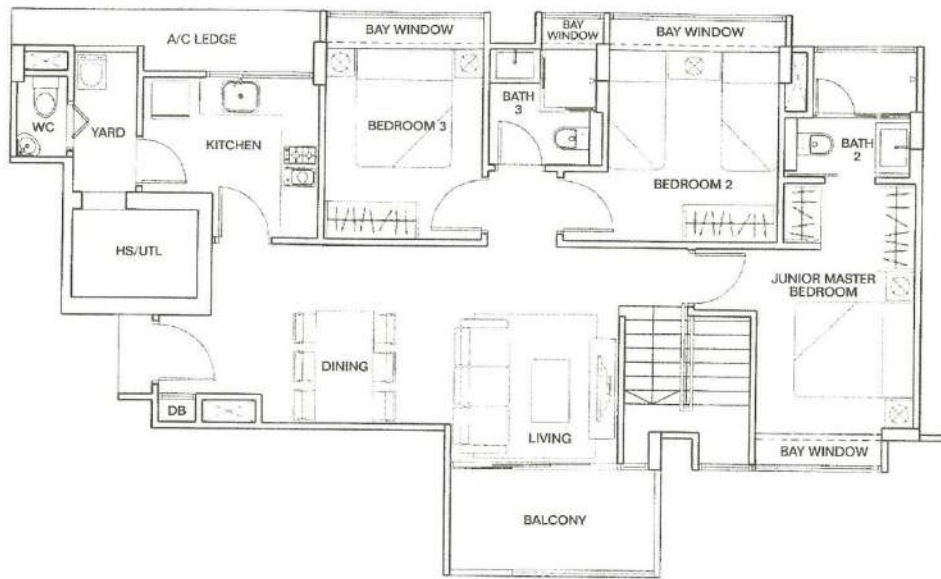 A/C LEDGE
BAY WINDOW
BAY
WINDOW
BAY WINDOW
WC
YARD
KITCHEN
BEDROOM 3
BATH
3
BEDROOM 2
BATH
2
HS/UTL
JUNIOR MASTER
BEDROOM
DINING
DB
LIVING
BAY WINDOW
BALCONY